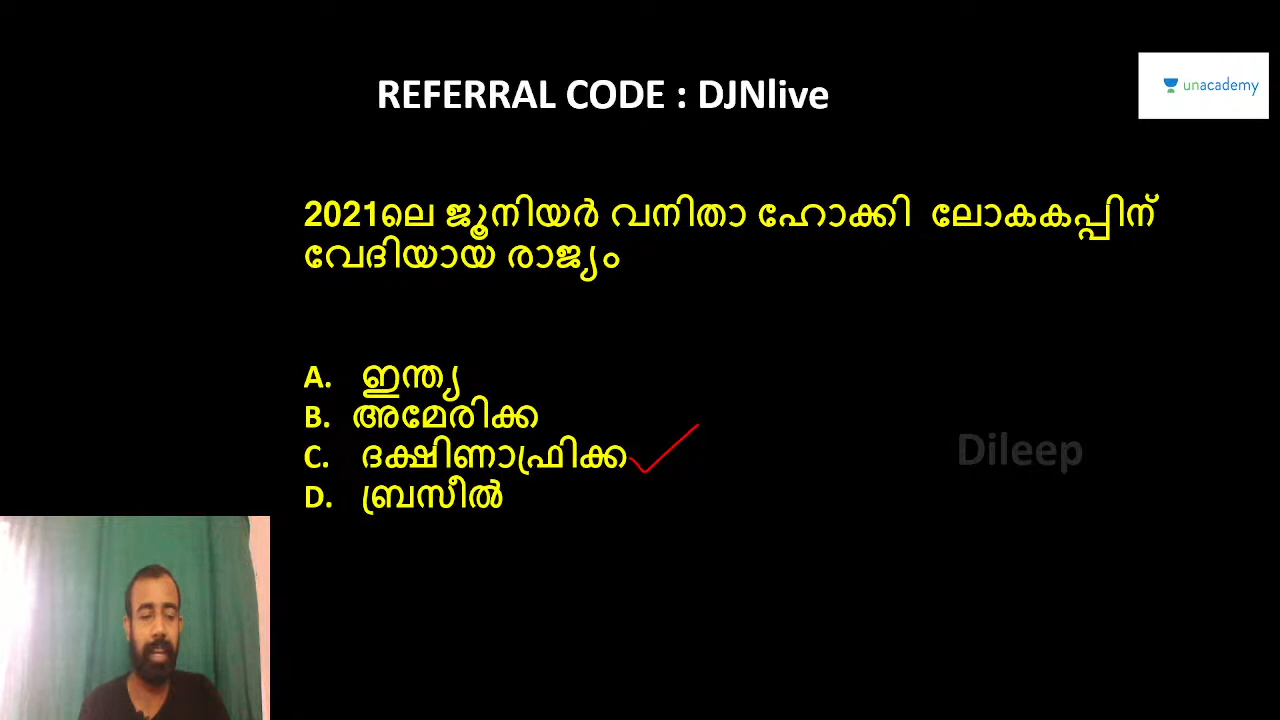 REFERRAL CODE : DJNlive
unacademy
2021ലെ ജൂനിയർ വനിതാ ഹോക്കി ലോകകപ്പിന്
വേദിയായ രാജ്യം
A. ഇന്ത്യ
B. അമേരിക്ക
C. ദക്ഷിണാഫ്രിക്ക
Dileep
D. ബ്രസീൽ